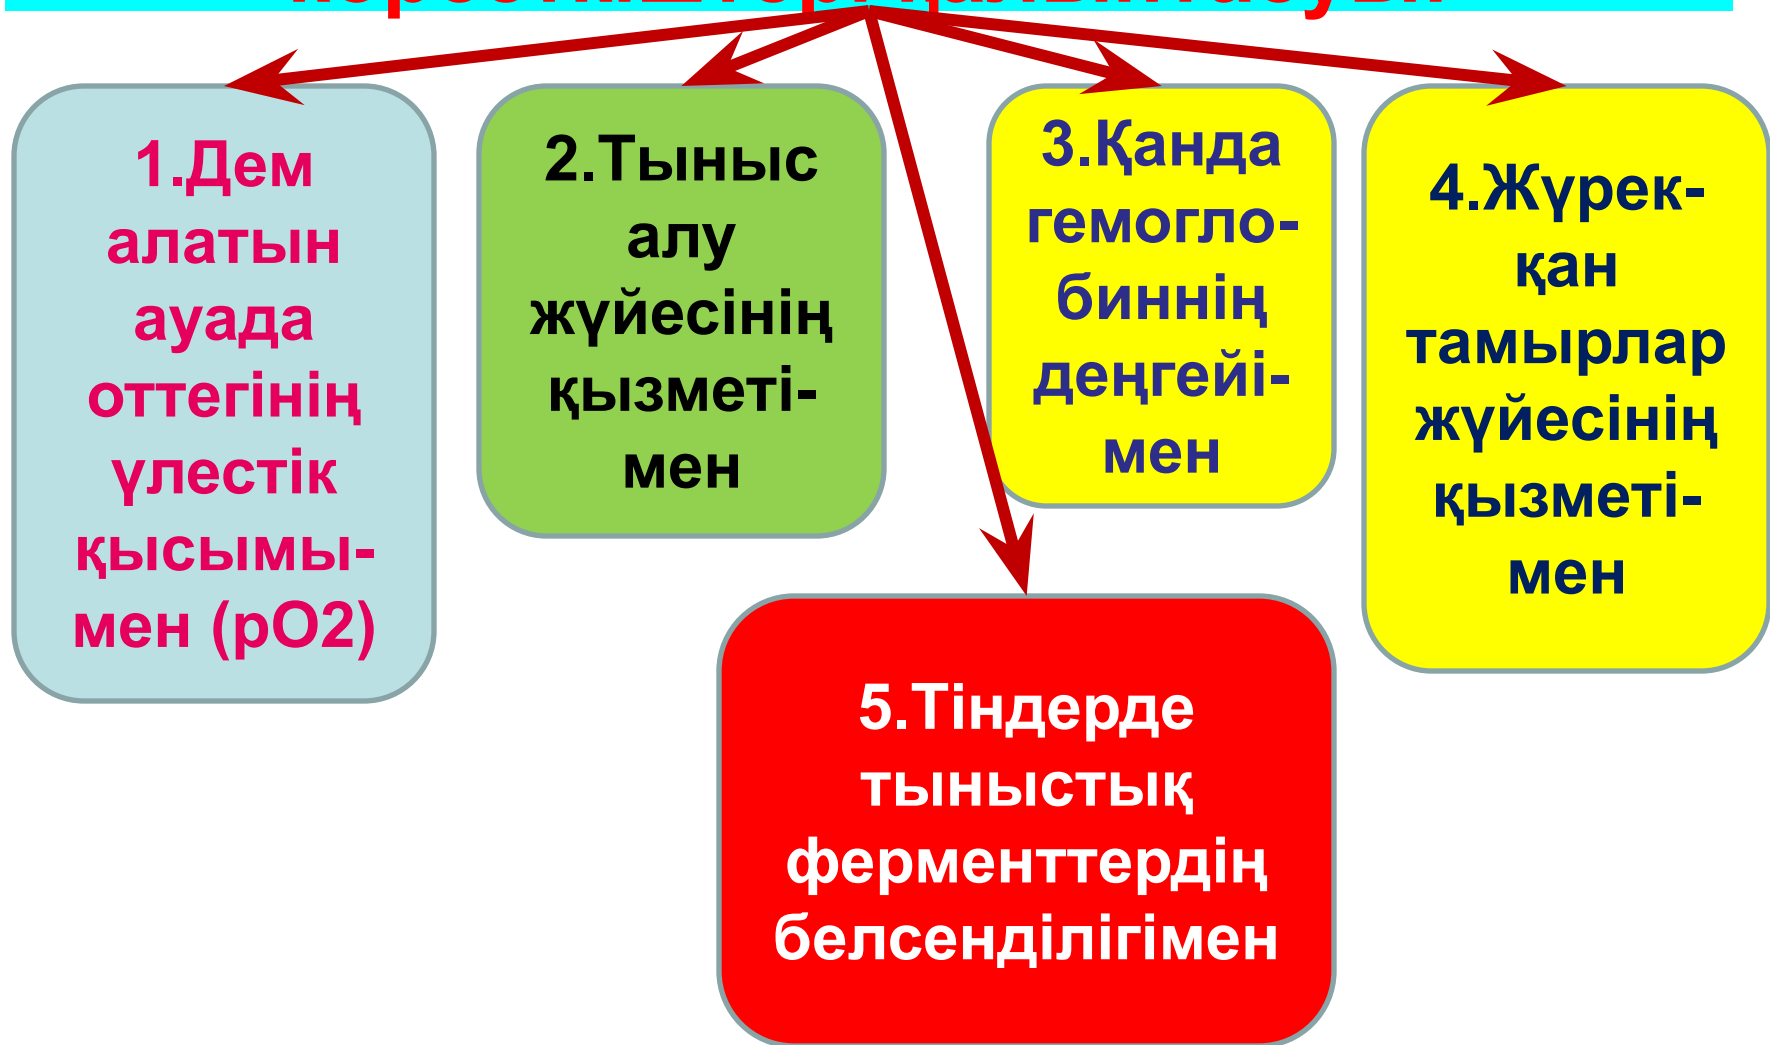 1.Дем
алатын
ауада
оттегінің
үлестік
қысымы-
мен (рО2)
2.Тыныс
алу
жүйесінің
қызметі-
мен
3.Қанда
гемогло-
биннің
деңгейі-
мен
4.Жүрек-
қан
тамырлар
жүйесінің
қызметі-
мен
5.Тіндерде
тыныстық
ферменттердің
белсенділігімен